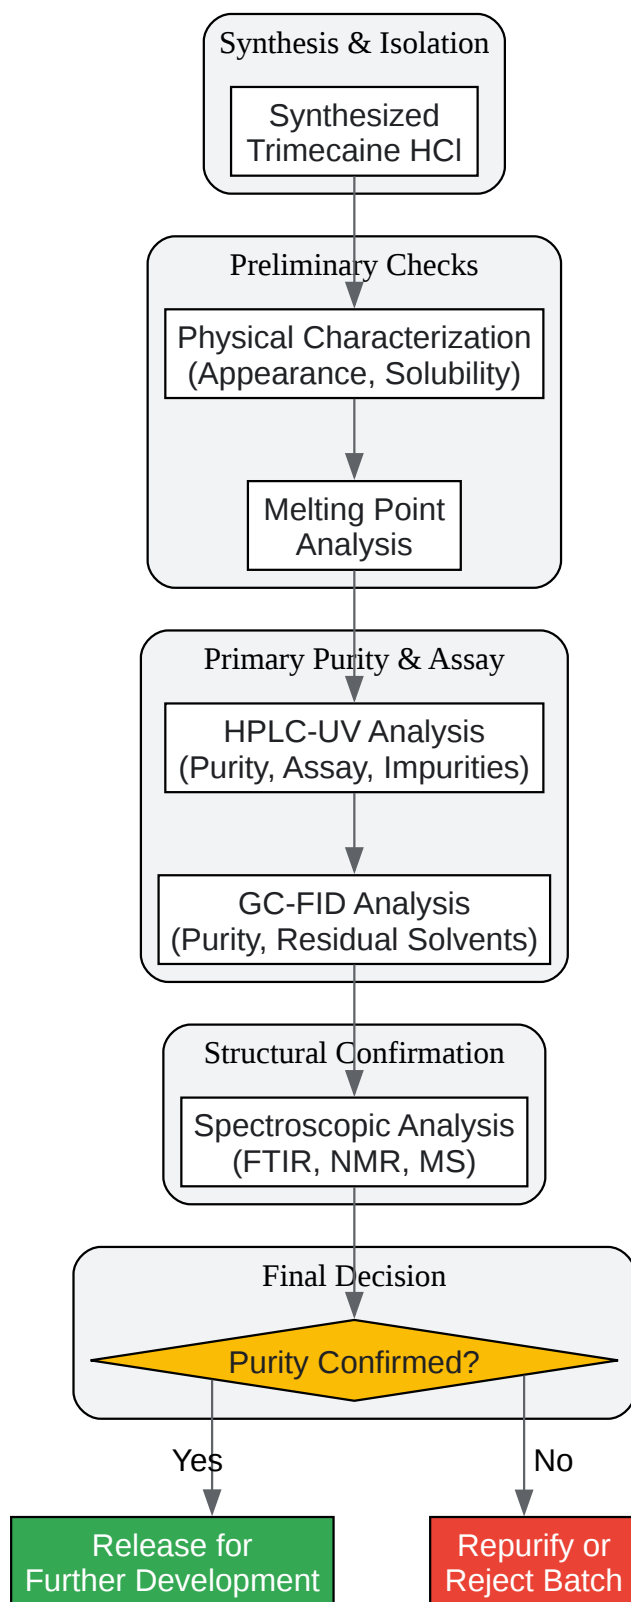 Synthesis & Isolation
Synthesized
Trimecaine HCl
Preliminary Checks
Physical Characterization
(Appearance, Solubility)
Melting Point
Analysis
Primary Purity & Assay
HPLC-UV Analysis
(Purity, Assay, Impurities)
GC-FID Analysis
(Purity, Residual Solvents)
Structural Confirmation
Spectroscopic Analysis
(FTIR, NMR, MS)
Final Decision
Purity Confirmed?
Yes
No
Release for
Further Development
Repurify or
Reject Batch